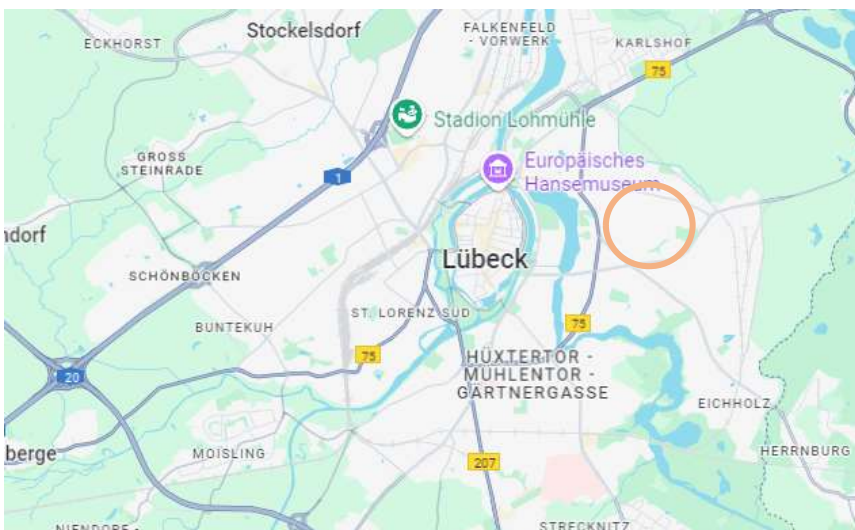 Stockelsdorf
FALKENFELD
- VORWERK
ECKHORST
KARLSHOF
75
Stadion Lohmühle
GROSS
STEINRADE
1
Europäisches
Hansemuseum
ndorf
Lübeck
SCHÖNBÖCKEN
ST. LORENZ SÜD
BUNTEKUH
75
75
HÜXTERTOR -
MÜHLENTOR -
GÄRTNERGASSE
20
EICHHOLZ
berge
MOISLING
HERRNBURG
207
NIENDORF -
STRECKNITZ